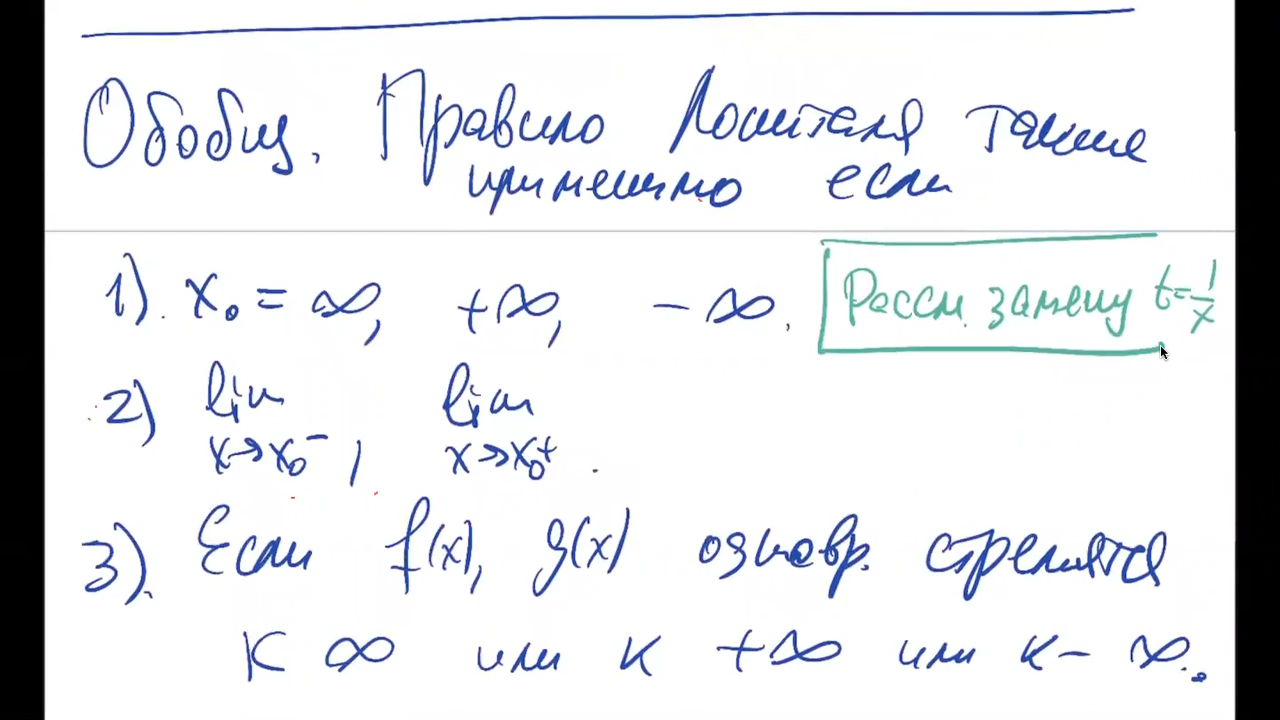 Обобщ. Правило Лопиталя также
применимо если
1). x₀ = ∞, +∞, −∞. Рассм. замену t = 1/x
2) lim x→x₀⁻, lim x→x₀⁺.
3). Если f(x), g(x) одновр. стремятся
к ∞ или к +∞ или к −∞.